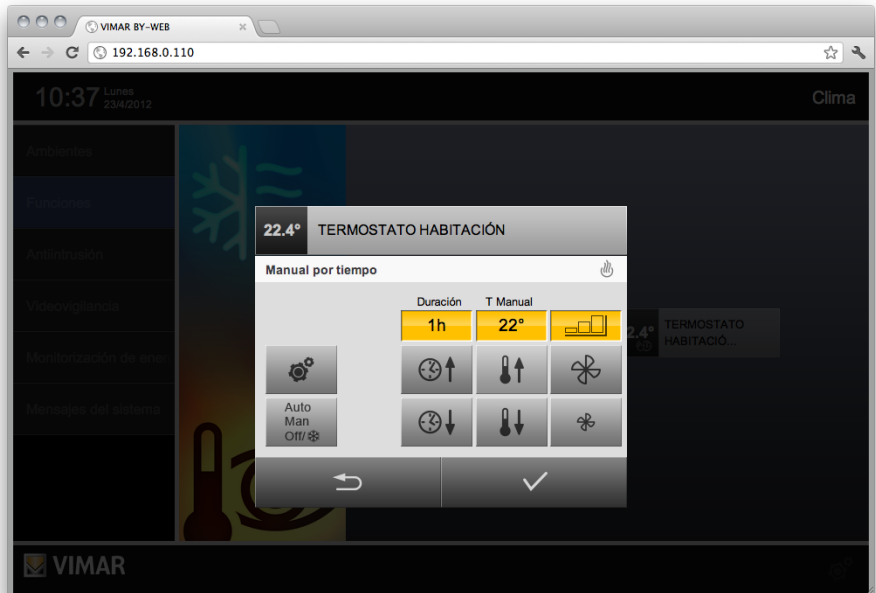 VIMAR BY-WEB
192.168.0.110
10:37 Lunes
23/4/2012
Clima
Ambientes
Funciones
Antiintrusión
Videovigilancia
Monitorización de ener
Mensajes del sistema
22.4° TERMOSTATO HABITACIÓN
Manual por tiempo
Duración T Manual
1h 22°
Auto
Man
Off/
2.4° TERMOSTATO
HABITACIÓ...
VIMAR